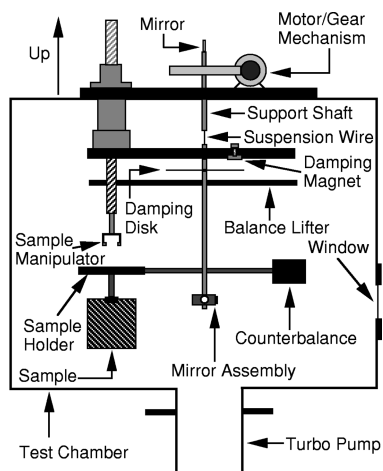 Up
Mirror
Motor/Gear
Mechanism
Support Shaft
Suspension Wire
Damping
Magnet
Damping
Disk
Balance Lifter
Sample
Manipulator
Window
Sample
Holder
Counterbalance
Sample
Mirror Assembly
Test Chamber
Turbo Pump